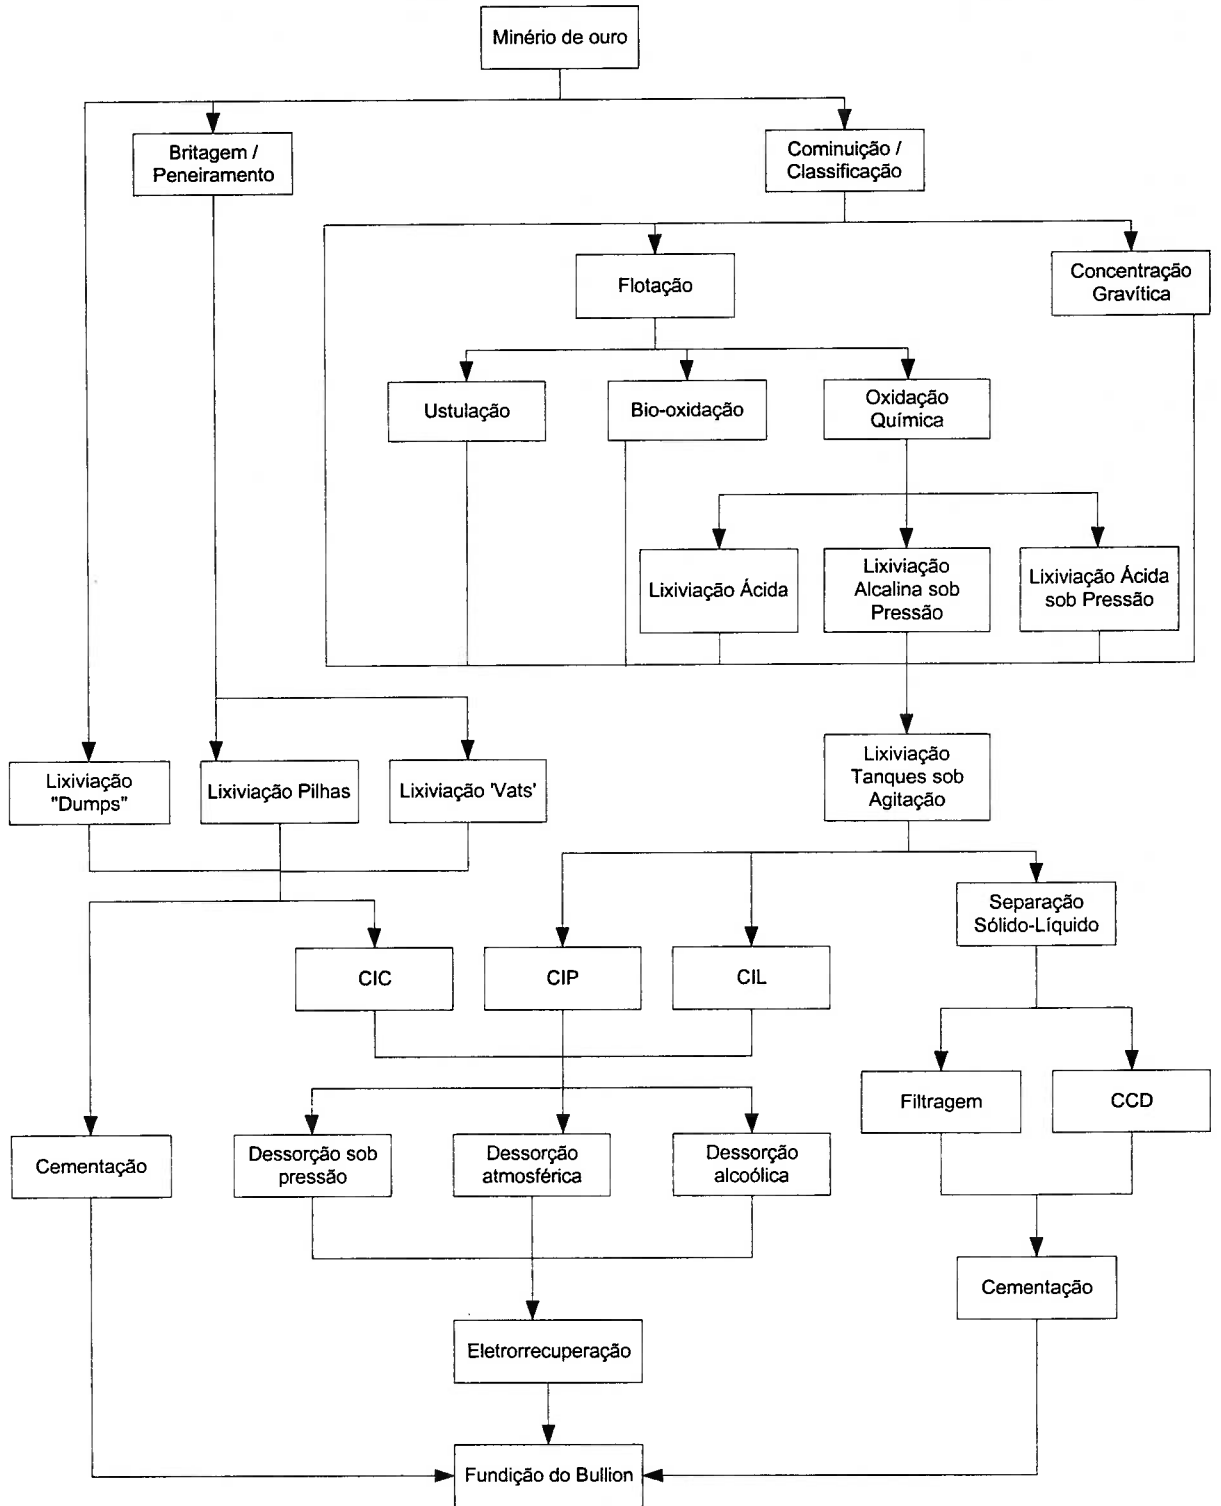 Minério de ouro
Britagem /
Peneiramento
Cominuição /
Classificação
Flotação
Concentração
Gravítica
Ustulação
Bio-oxidação
Oxidação
Química
Lixiviação Ácida
Lixiviação
Alcalina sob
Pressão
Lixiviação Ácida
sob Pressão
Lixiviação
"Dumps"
Lixiviação Pilhas
Lixiviação 'Vats'
Lixiviação
Tanques sob
Agitação
Separação
Sólido-Líquido
CIC
CIP
CIL
Filtragem
CCD
Cementação
Dessorção sob
pressão
Dessorção
atmosférica
Dessorção
alcoólica
Cementação
Eletrorrecuperação
Fundição do Bullion